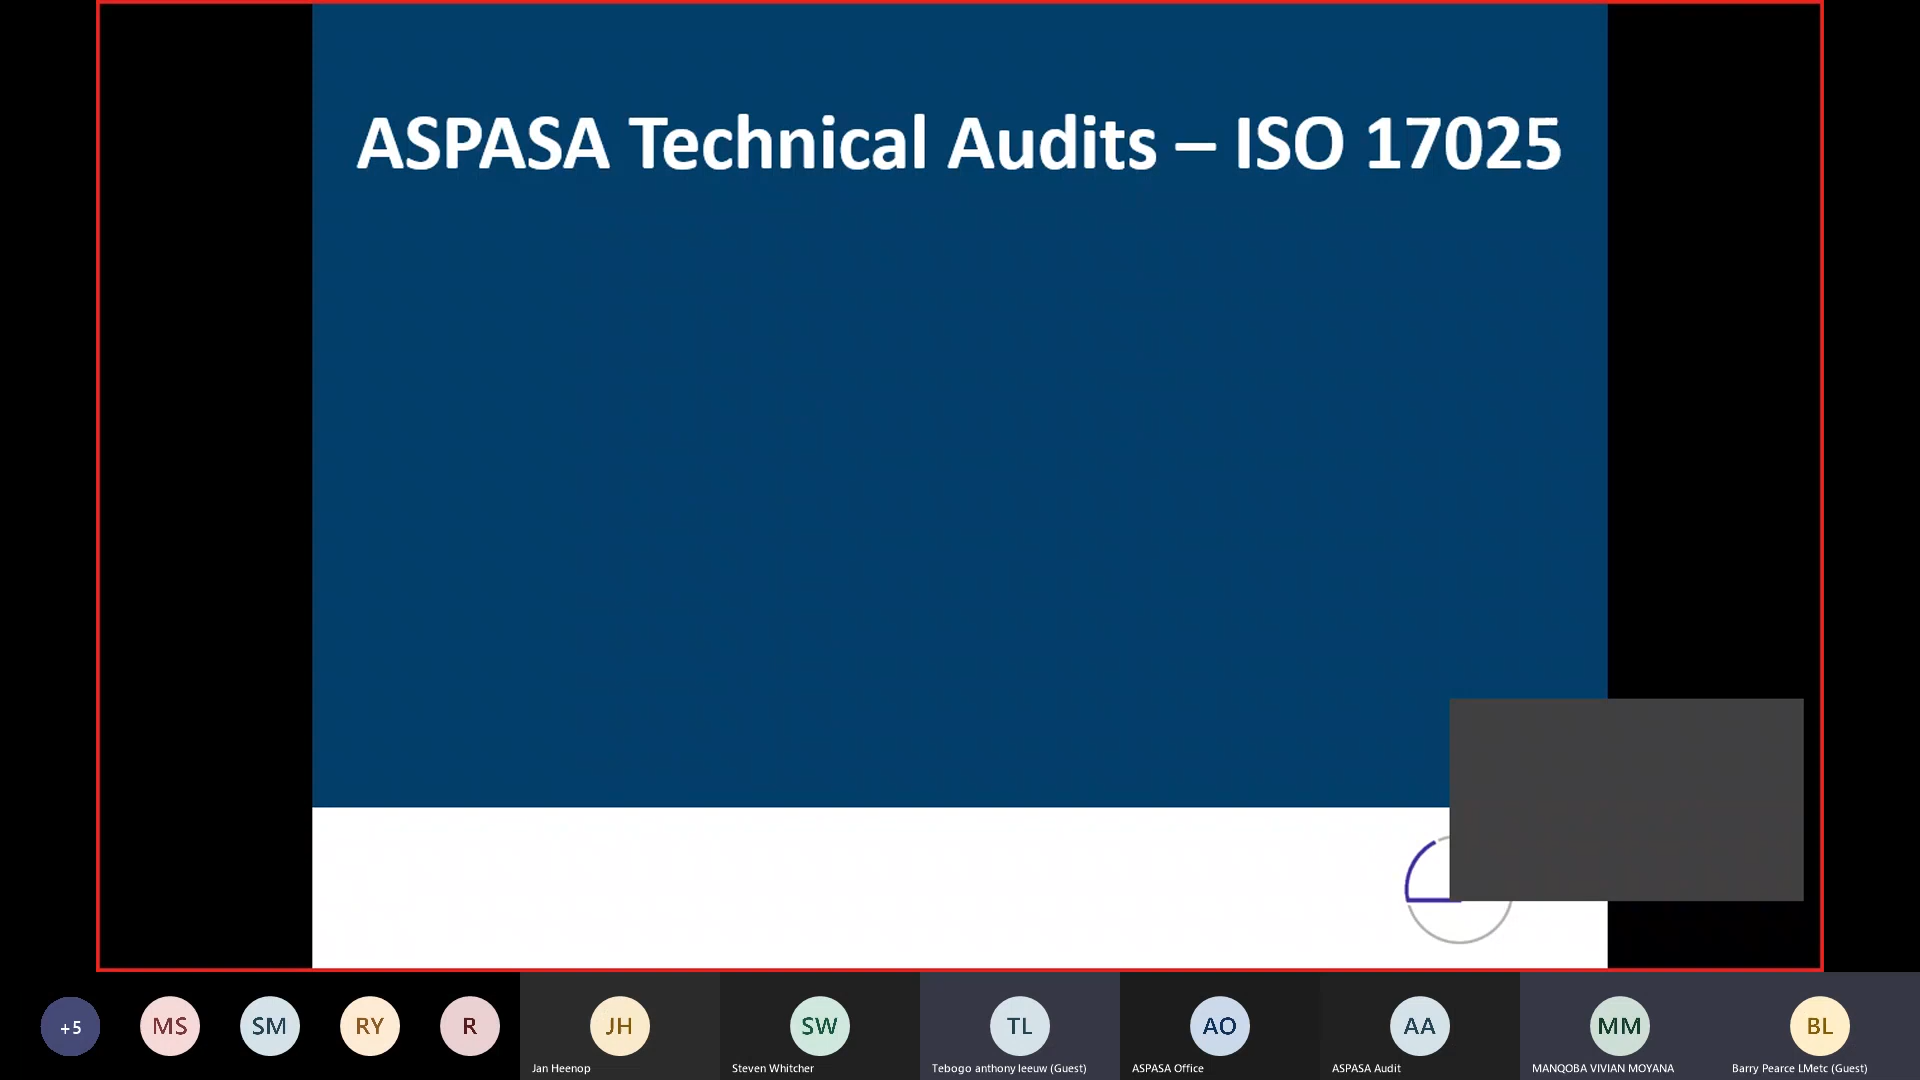 ASPASA Technical Audits – ISO 17025
+5
MS
SM
RY
R
JH
SW
TL
AO
AA
MM
BL
Jan Heenop
Steven Whitcher
Tebogo anthony leeuw (Guest)
ASPASA Office
ASPASA Audit
MANQOBA VIVIAN MOYANA
Barry Pearce LMetc (Guest)